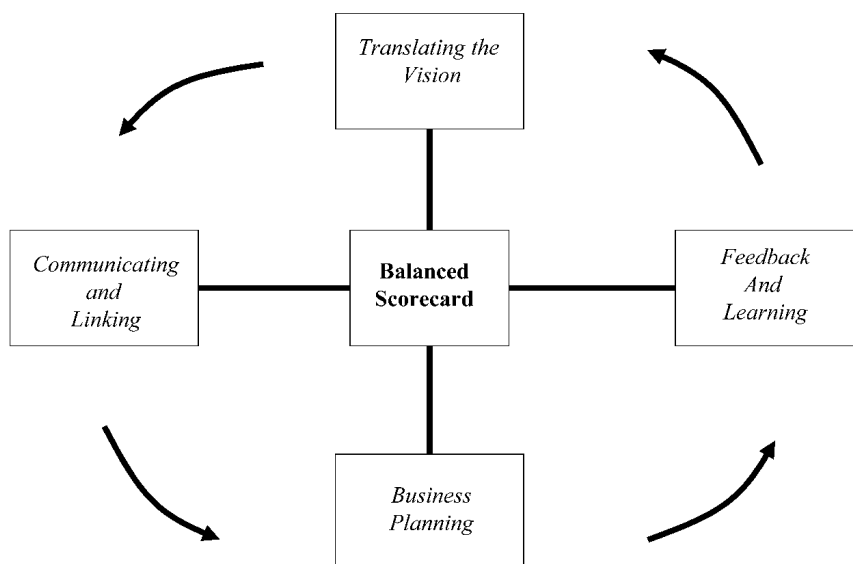 Translating the
Vision
Communicating
and
Linking
Balanced
Scorecard
Feedback
And
Learning
Business
Planning